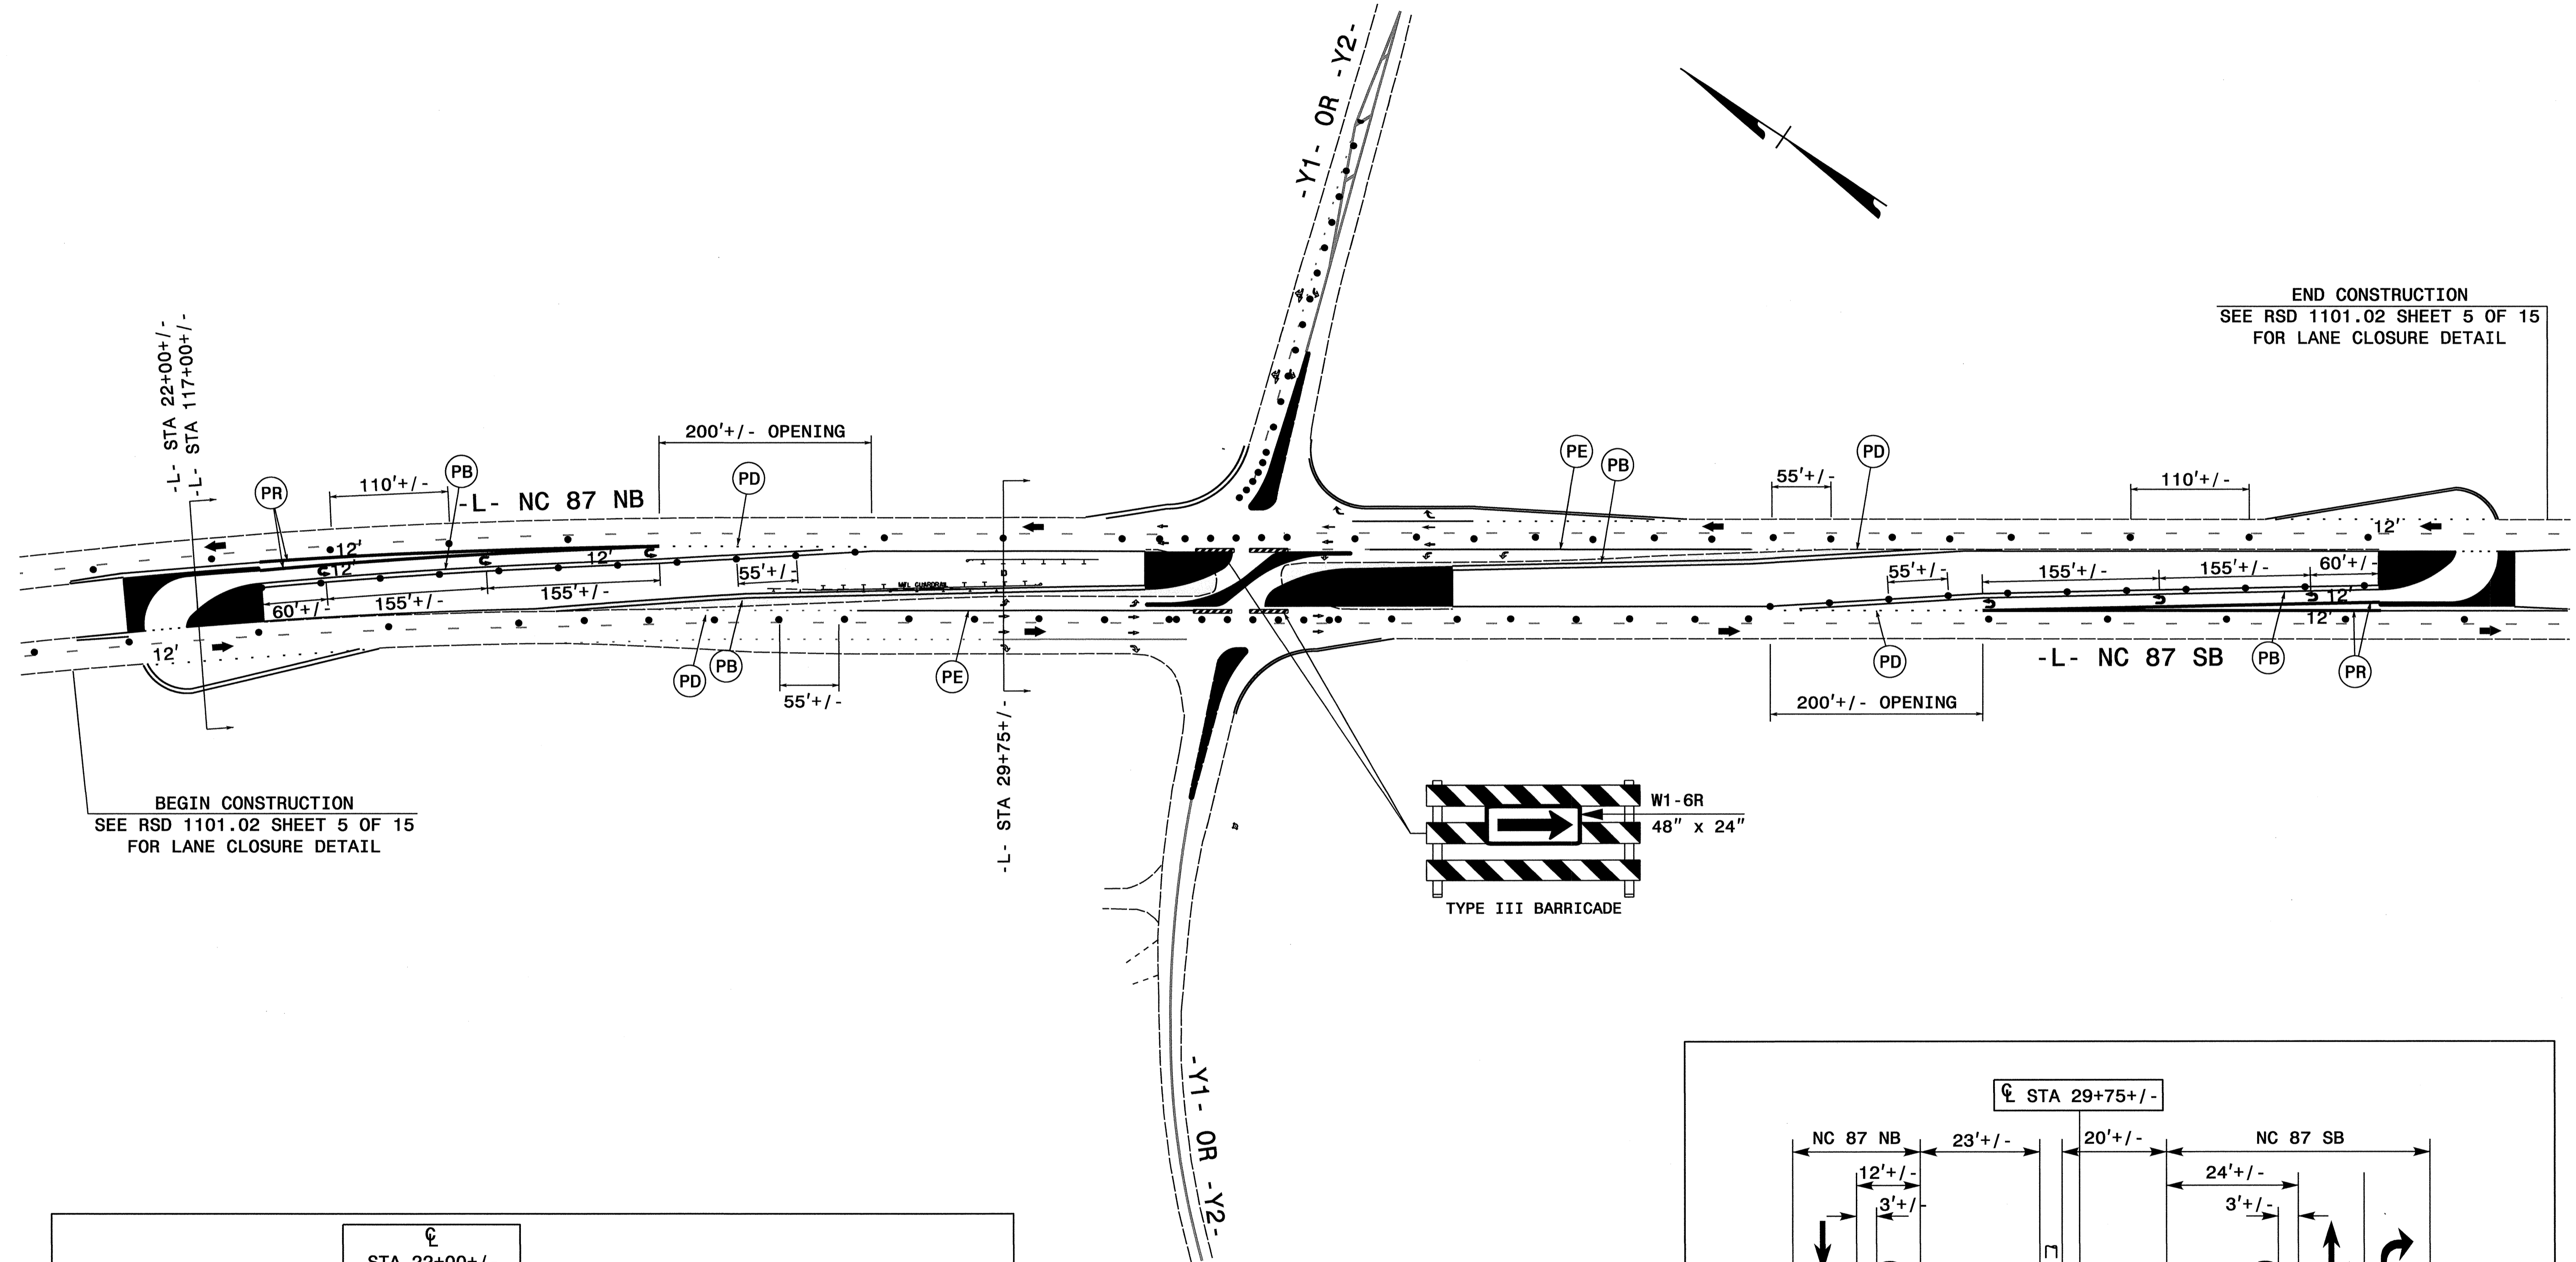 -Y1- OR -Y2-
END CONSTRUCTION
SEE RSD 1101.02 SHEET 5 OF 15
FOR LANE CLOSURE DETAIL
-L- STA 22+00+/-
-L- STA 117+00+/-
200'+/- OPENING
PR
110'+/-
PB
-L- NC 87 NB
PD
PE
PB
55'+/-
PD
110'+/-
12'
12'
12'
12'
55'+/-
60'+/-
155'+/-
155'+/-
12'
55'+/-
155'+/-
155'+/-
60'+/-
12'
12'
PD
PB
PE
55'+/-
PD
-L- NC 87 SB
PB
PR
200'+/- OPENING
-L- STA 29+75+/-
BEGIN CONSTRUCTION
SEE RSD 1101.02 SHEET 5 OF 15
FOR LANE CLOSURE DETAIL
W1-6R
48" x 24"
TYPE III BARRICADE
-Y1- OR -Y2-
℄ STA 29+75+/-
NC 87 NB
23'+/-
20'+/-
NC 87 SB
12'+/-
24'+/-
3'+/-
3'+/-
℄
STA 22+00+/-